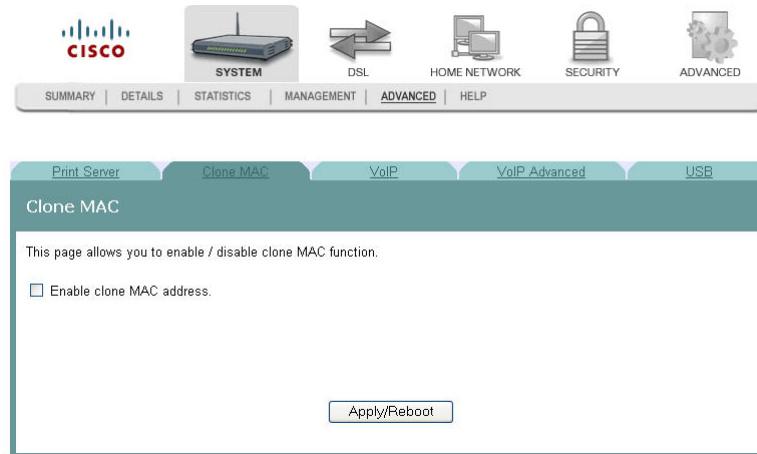 CISCO
SYSTEM DSL HOME NETWORK SECURITY ADVANCED
SUMMARY | DETAILS | STATISTICS | MANAGEMENT | ADVANCED | HELP
Print Server Clone MAC VoIP VoIP Advanced USB
Clone MAC
This page allows you to enable / disable clone MAC function.
Enable clone MAC address.
Apply/Reboot